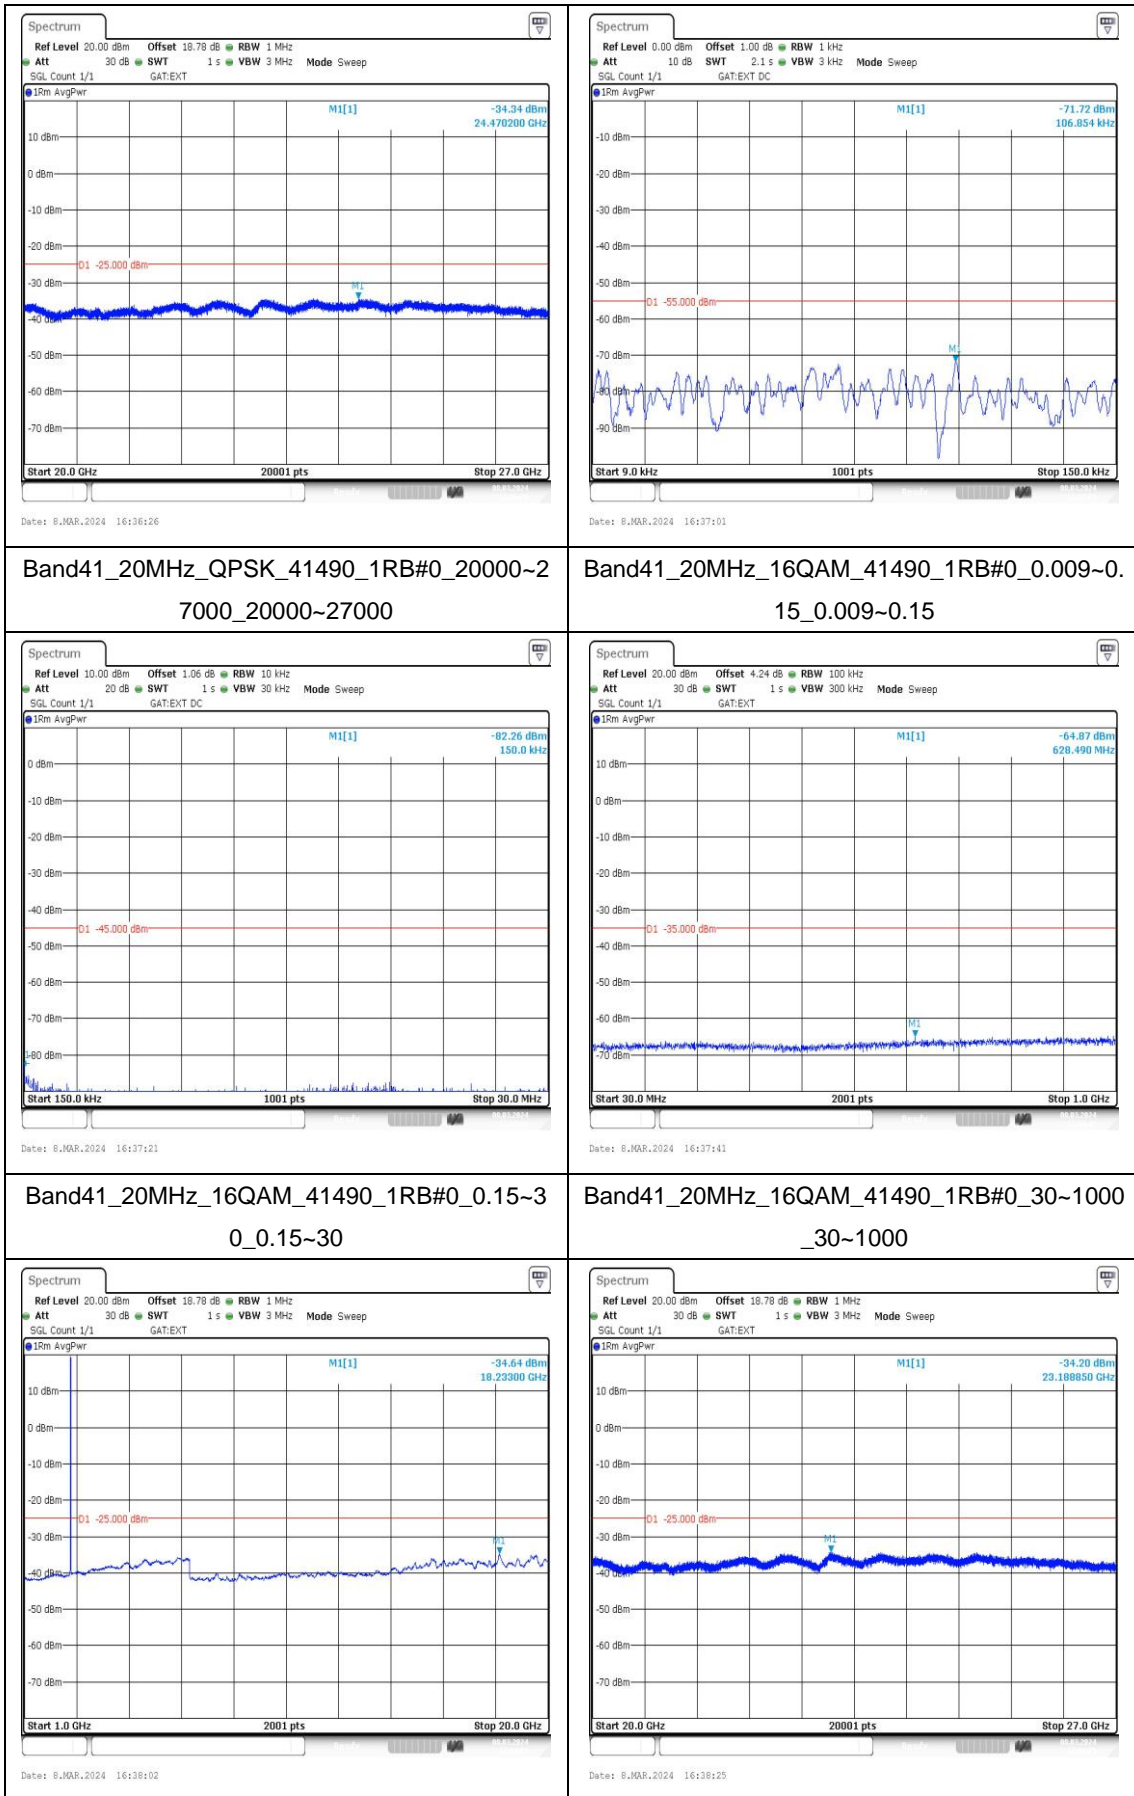 Spectrum
Ref Level 20.00 dBm Offset 18.78 dB RBW 1 MHz
Att 30 dB SWT 1 s VBW 3 MHz Mode Sweep
SGL Count 1/1 GAT:EXT
1Rm AvgPwr
M1[1] -34.34 dBm
24.470200 GHz
10 dBm
0 dBm
-10 dBm
-20 dBm
D1 -25.000 dBm
-30 dBm
M1
-40 dBm
-50 dBm
-60 dBm
-70 dBm
Start 20.0 GHz 20001 pts Stop 27.0 GHz
Date: 8.MAR.2024 16:36:26
Spectrum
Ref Level 0.00 dBm Offset 1.00 dB RBW 1 kHz
Att 10 dB SWT 2.1 s VBW 3 kHz Mode Sweep
SGL Count 1/1 GAT:EXT DC
1Rm AvgPwr
M1[1] -71.72 dBm
106.854 kHz
-10 dBm
-20 dBm
-30 dBm
-40 dBm
-50 dBm
D1 -55.000 dBm
-60 dBm
-70 dBm
M1
-80 dBm
-90 dBm
Start 9.0 kHz 1001 pts Stop 150.0 kHz
Date: 8.MAR.2024 16:37:01
Band41_20MHz_QPSK_41490_1RB#0_20000~2
7000_20000~27000
Band41_20MHz_16QAM_41490_1RB#0_0.009~0.
15_0.009~0.15
Spectrum
Ref Level 10.00 dBm Offset 1.06 dB RBW 10 kHz
Att 20 dB SWT 1 s VBW 30 kHz Mode Sweep
SGL Count 1/1 GAT:EXT DC
1Rm AvgPwr
M1[1] -82.26 dBm
150.0 kHz
0 dBm
-10 dBm
-20 dBm
-30 dBm
-40 dBm
D1 -45.000 dBm
-50 dBm
-60 dBm
-70 dBm
-80 dBm
Start 150.0 kHz 1001 pts Stop 30.0 MHz
Date: 8.MAR.2024 16:37:21
Spectrum
Ref Level 20.00 dBm Offset 4.24 dB RBW 100 kHz
Att 30 dB SWT 1 s VBW 300 kHz Mode Sweep
SGL Count 1/1 GAT:EXT
1Rm AvgPwr
M1[1] -64.87 dBm
628.490 MHz
10 dBm
0 dBm
-10 dBm
-20 dBm
-30 dBm
D1 -35.000 dBm
-40 dBm
-50 dBm
-60 dBm
M1
-70 dBm
Start 30.0 MHz 2001 pts Stop 1.0 GHz
Date: 8.MAR.2024 16:37:41
Band41_20MHz_16QAM_41490_1RB#0_0.15~3
0_0.15~30
Band41_20MHz_16QAM_41490_1RB#0_30~1000
_30~1000
Spectrum
Ref Level 20.00 dBm Offset 18.78 dB RBW 1 MHz
Att 30 dB SWT 1 s VBW 3 MHz Mode Sweep
SGL Count 1/1 GAT:EXT
1Rm AvgPwr
M1[1] -34.64 dBm
18.23300 GHz
10 dBm
0 dBm
-10 dBm
-20 dBm
D1 -25.000 dBm
-30 dBm
M1
-40 dBm
-50 dBm
-60 dBm
-70 dBm
Start 1.0 GHz 2001 pts Stop 20.0 GHz
Date: 8.MAR.2024 16:38:02
Spectrum
Ref Level 20.00 dBm Offset 18.78 dB RBW 1 MHz
Att 30 dB SWT 1 s VBW 3 MHz Mode Sweep
SGL Count 1/1 GAT:EXT
1Rm AvgPwr
M1[1] -34.20 dBm
23.188850 GHz
10 dBm
0 dBm
-10 dBm
-20 dBm
D1 -25.000 dBm
-30 dBm
M1
-40 dBm
-50 dBm
-60 dBm
-70 dBm
Start 20.0 GHz 20001 pts Stop 27.0 GHz
Date: 8.MAR.2024 16:38:25